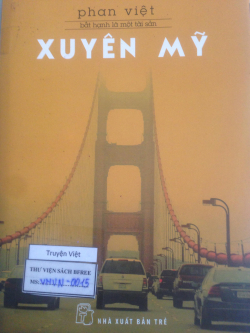 phan việt
bất hạnh là một tài sản
XUYÊN MỸ
Truyện Việt
THƯ VIỆN SÁCH BFREE
NHÀ XUẤT BẢN TRẺ